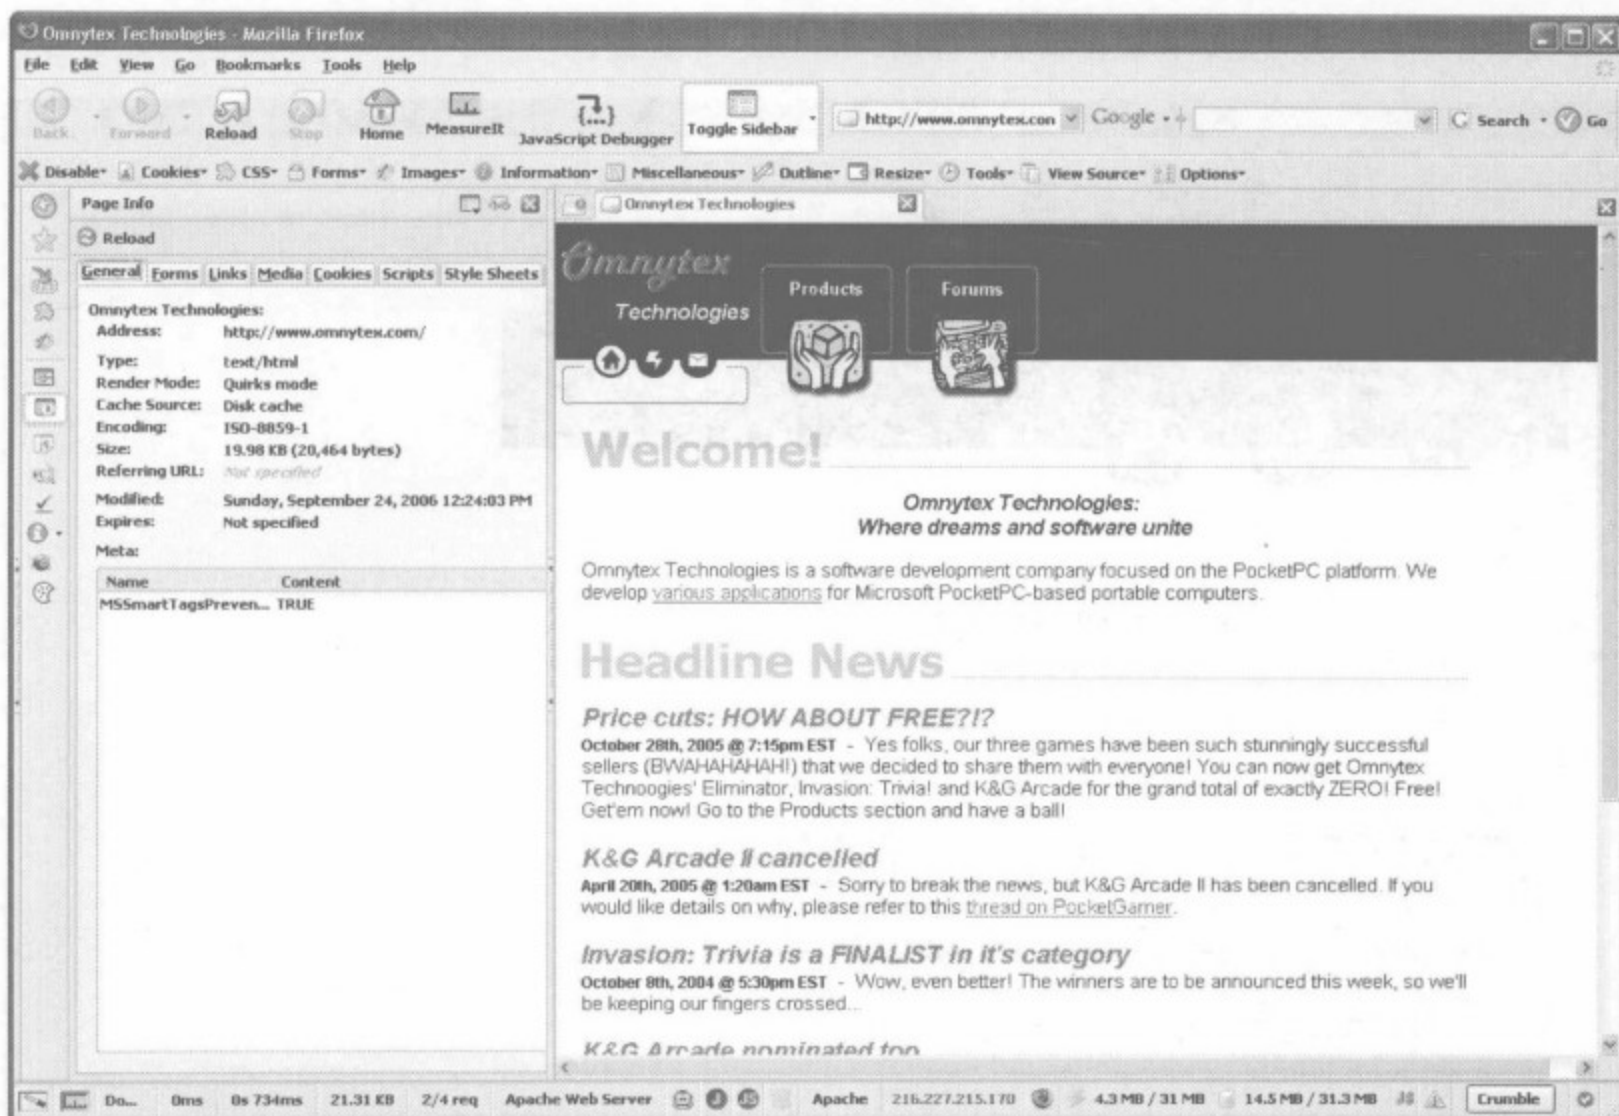 Omnytex Technologies - Mozilla Firefox
File Edit View Go Bookmarks Tools Help
Back Forward Reload Stop Home MeasureIt JavaScript Debugger Toggle Sidebar http://www.omnytex.con Google Search Go
Disable Cookies CSS Forms Images Information Miscellaneous Outline Resize Tools View Source Options
Page Info
Omnytex Technologies
Reload
General Forms Links Media Cookies Scripts Style Sheets
Omnytex Technologies:
Address: http://www.omnytex.com/
Type: text/html
Render Mode: Quirks mode
Cache Source: Disk cache
Encoding: ISO-8859-1
Size: 19.98 KB (20,464 bytes)
Referring URL: Not specified
Modified: Sunday, September 24, 2006 12:24:03 PM
Expires: Not specified
Meta:
Name Content
MSSmartTagsPreven... TRUE
Omnytex
Technologies
Products
Forums
Welcome!
Omnytex Technologies:
Where dreams and software unite
Omnytex Technologies is a software development company focused on the PocketPC platform. We
develop various applications for Microsoft PocketPC-based portable computers.
Headline News
Price cuts: HOW ABOUT FREE?!?
October 28th, 2005 @ 7:15pm EST - Yes folks, our three games have been such stunningly successful
sellers (BWAHAHAHAH!) that we decided to share them with everyone! You can now get Omnytex
Technoogies' Eliminator, Invasion: Trivia! and K&G Arcade for the grand total of exactly ZERO! Free!
Get'em now! Go to the Products section and have a ball!
K&G Arcade II cancelled
April 20th, 2005 @ 1:20am EST - Sorry to break the news, but K&G Arcade II has been cancelled. If you
would like details on why, please refer to this thread on PocketGamer.
Invasion: Trivia is a FINALIST in it's category
October 8th, 2004 @ 5:30pm EST - Wow, even better! The winners are to be announced this week, so we'll
be keeping our fingers crossed...
K&G Arcade nominated too
Do... 0ms 0s 734ms 21.31 KB 2/4 req Apache Web Server Apache 216.227.215.170 4.3 MB / 31 MB 14.5 MB / 31.3 MB Crumble